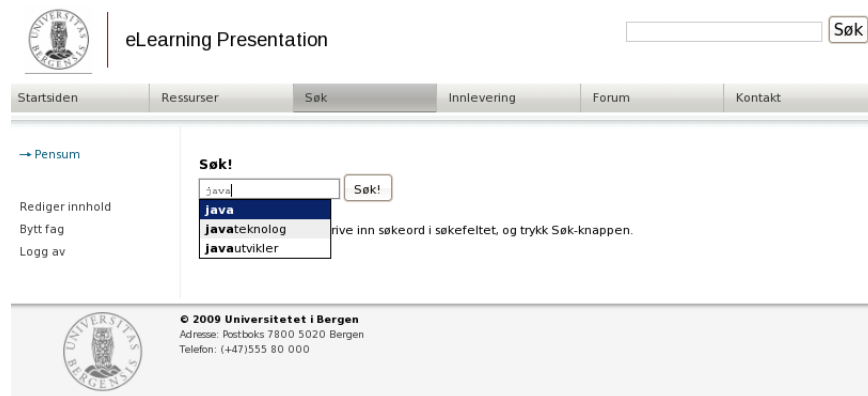 eLearning Presentation
Søk
Startsiden Ressurser Søk Innlevering Forum Kontakt
→ Pensum
Rediger innhold
Bytt fag
Logg av
Søk!
java Søk!
java
javateknolog
javautvikler
rive inn søkeord i søkefeltet, og trykk Søk-knappen.
UNIVERSITAS BERGENSIS
© 2009 Universitetet i Bergen
Adresse: Postboks 7800 5020 Bergen
Telefon: (+47)555 80 000